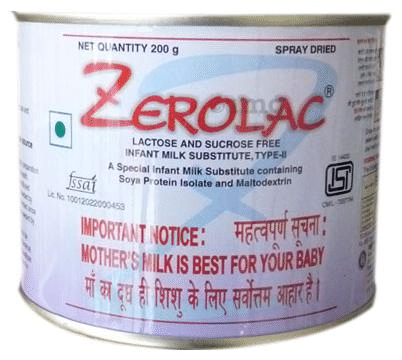 NET QUANTITY 200 g SPRAY DRIED
ZEROLAC®
LACTOSE AND SUCROSE FREE
INFANT MILK SUBSTITUTE, TYPE-II
A Special Infant Milk Substitute containing
Soya Protein Isolate and Maltodextrin
fssai
Lic. No. 10012022000453
ISI
IMPORTANT NOTICE: महत्वपूर्ण सूचना:
MOTHER'S MILK IS BEST FOR YOUR BABY
माँ का दूध ही शिशु के लिए सर्वोत्तम आहार है।